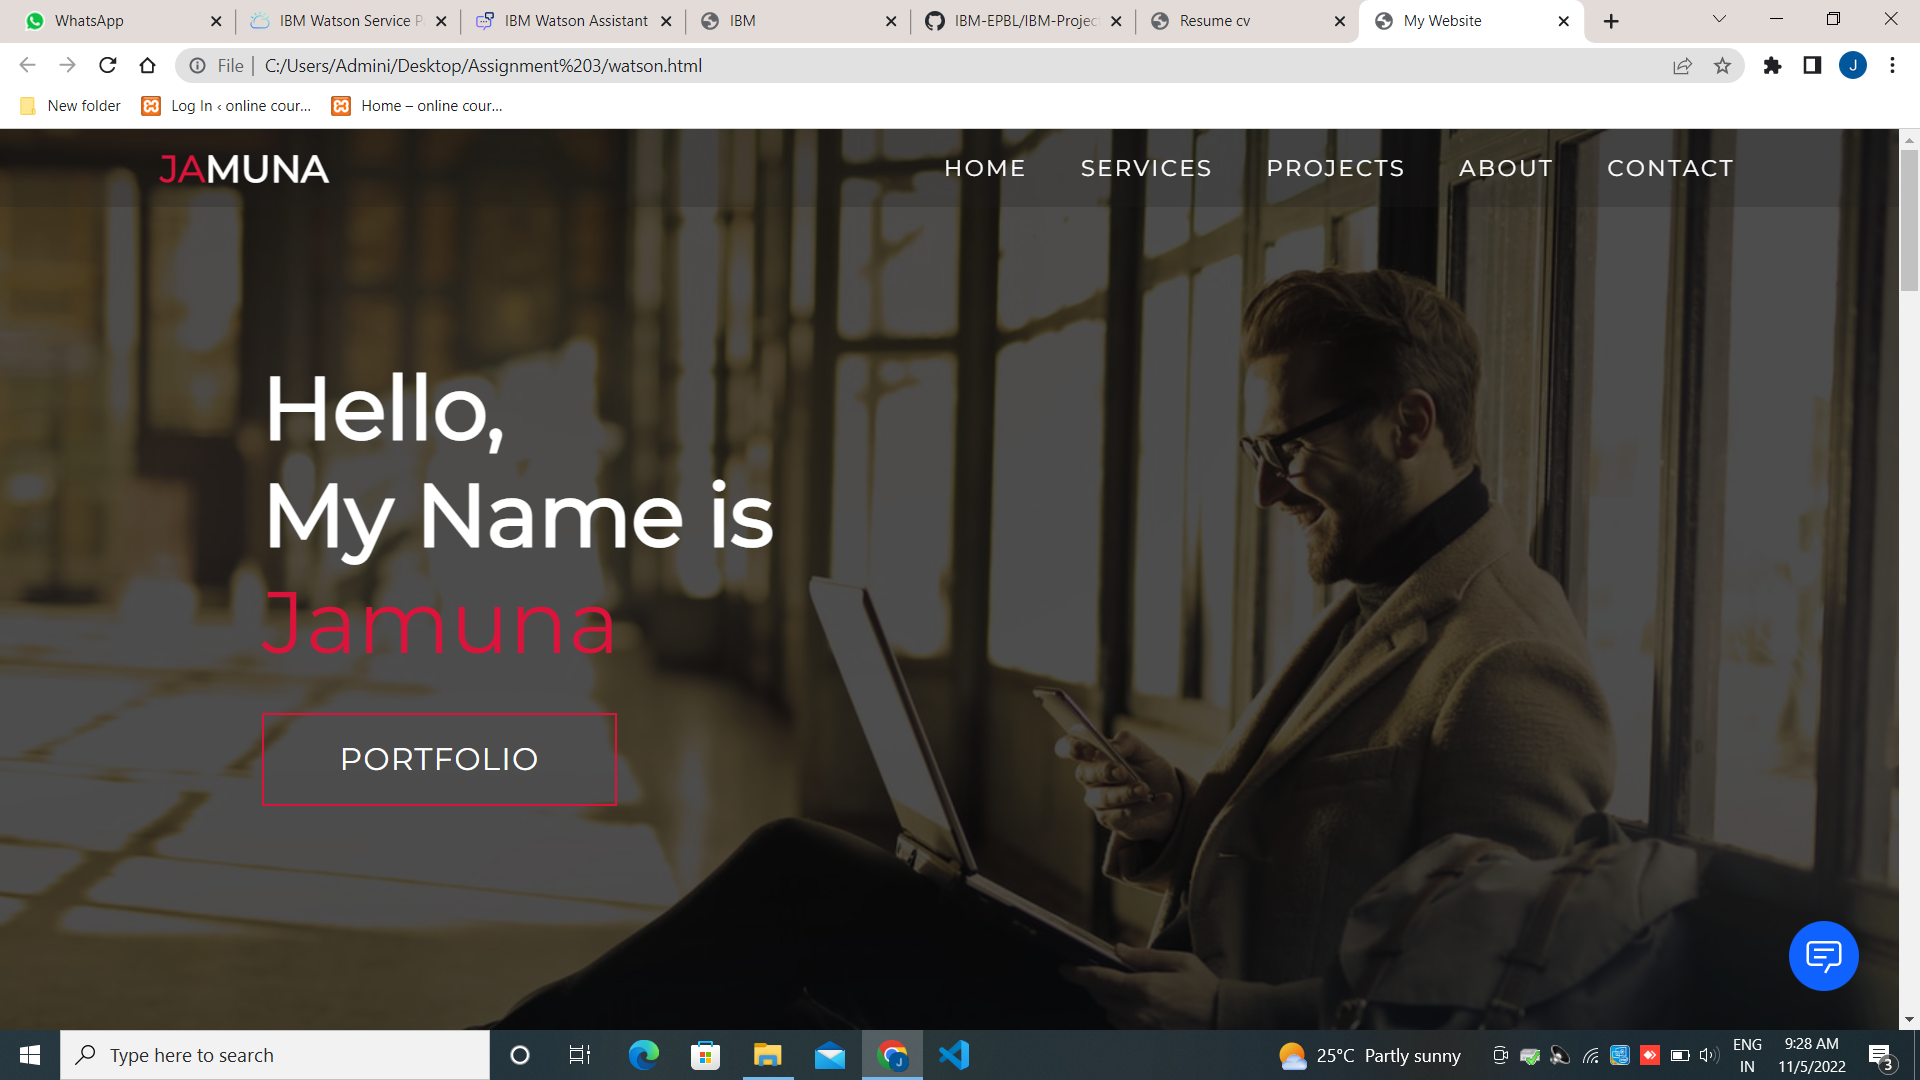 WhatsApp
IBM Watson Service P
IBM Watson Assistant
IBM
IBM-EPBL/IBM-Projec
Resume cv
My Website
File
C:/Users/Admini/Desktop/Assignment%203/watson.html
J
New folder
Log In ‹ online cour...
Home – online cour...
JAMUNA
HOME
SERVICES
PROJECTS
ABOUT
CONTACT
Hello,
My Name is
Jamuna
PORTFOLIO
Type here to search
J
25°C Partly sunny
ENG
IN
9:28 AM
11/5/2022
3